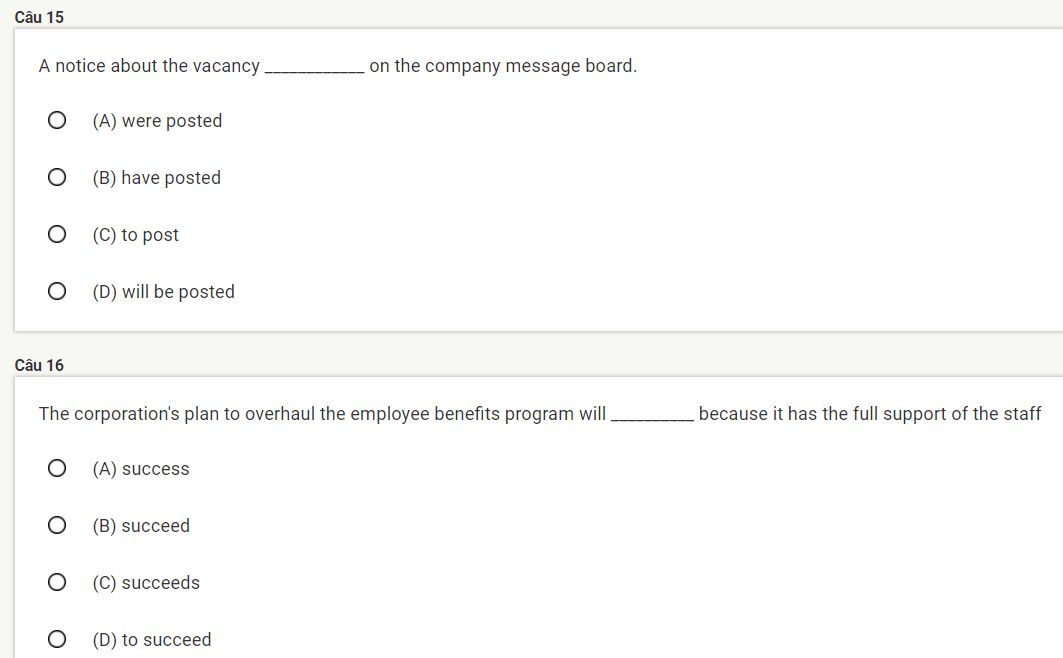 Câu 15
A notice about the vacancy ____________ on the company message board.
(A) were posted
(B) have posted
(C) to post
(D) will be posted
Câu 16
The corporation's plan to overhaul the employee benefits program will __________ because it has the full support of the staff
(A) success
(B) succeed
(C) succeeds
(D) to succeed